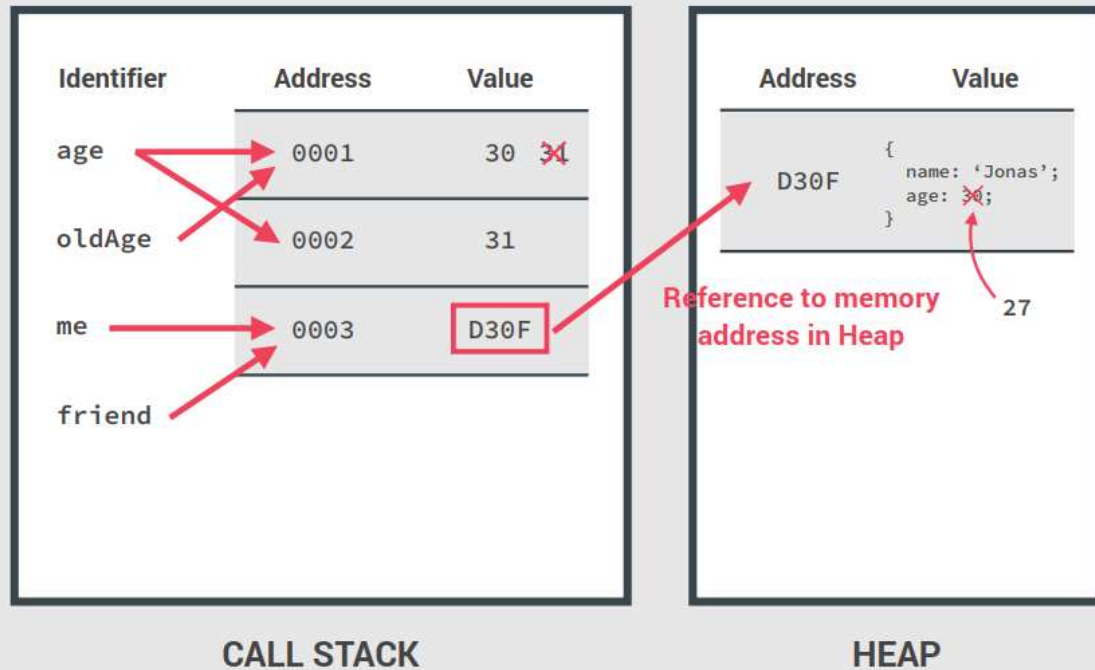 Identifier Address Value
age 0001 30 31
oldAge 0002 31
me 0003 D30F
friend
CALL STACK
Address Value
D30F
{
name: ‘Jonas’;
age: 30;
}
27
Reference to memory
address in Heap
HEAP